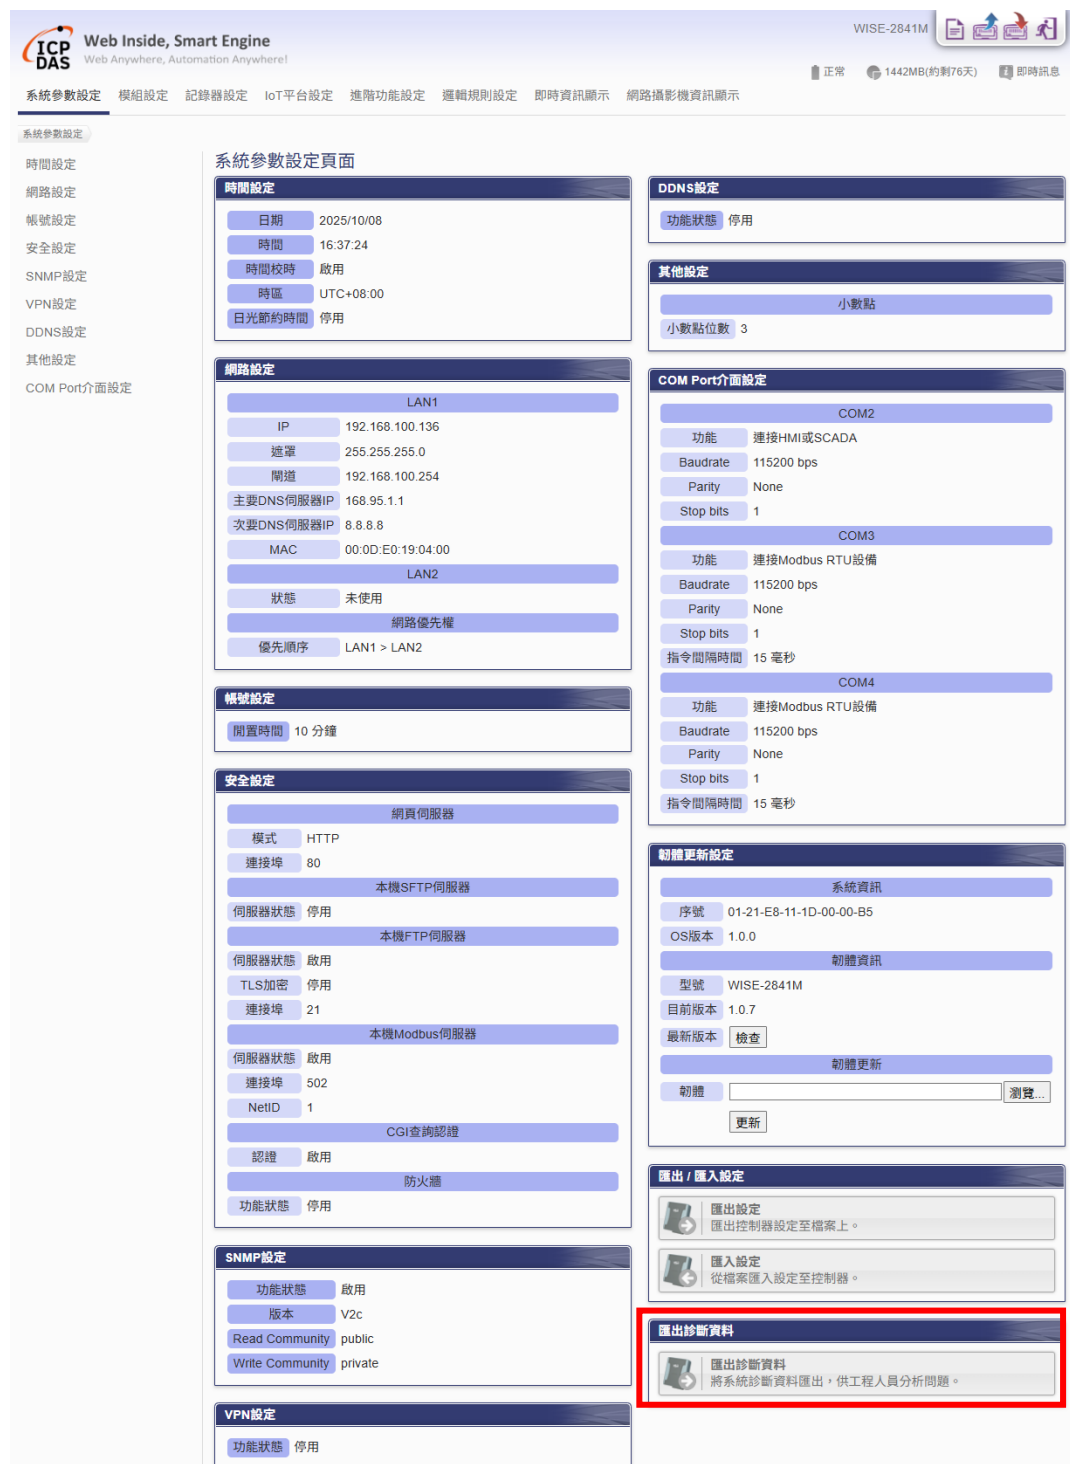 ICP DAS
Web Inside, Smart Engine
Web Anywhere, Automation Anywhere!
WISE-2841M
正常
1442MB(約剩76天)
即時訊息
系統參數設定 模組設定 記錄器設定 IoT平台設定 進階功能設定 邏輯規則設定 即時資訊顯示 網路攝影機資訊顯示
系統參數設定
時間設定
網路設定
帳號設定
安全設定
SNMP設定
VPN設定
DDNS設定
其他設定
COM Port介面設定
系統參數設定頁面
時間設定
日期 2025/10/08
時間 16:37:24
時間校時 啟用
時區 UTC+08:00
日光節約時間 停用
網路設定
LAN1
IP 192.168.100.136
遮罩 255.255.255.0
閘道 192.168.100.254
主要DNS伺服器IP 168.95.1.1
次要DNS伺服器IP 8.8.8.8
MAC 00:0D:E0:19:04:00
LAN2
狀態 未使用
網路優先權
優先順序 LAN1 > LAN2
帳號設定
閒置時間 10 分鐘
安全設定
網頁伺服器
模式 HTTP
連接埠 80
本機SFTP伺服器
伺服器狀態 停用
本機FTP伺服器
伺服器狀態 啟用
TLS加密 停用
連接埠 21
本機Modbus伺服器
伺服器狀態 啟用
連接埠 502
NetID 1
CGI查詢認證
認證 啟用
防火牆
功能狀態 停用
SNMP設定
功能狀態 啟用
版本 V2c
Read Community public
Write Community private
VPN設定
功能狀態 停用
DDNS設定
功能狀態 停用
其他設定
小數點
小數點位數 3
COM Port介面設定
COM2
功能 連接HMI或SCADA
Baudrate 115200 bps
Parity None
Stop bits 1
COM3
功能 連接Modbus RTU設備
Baudrate 115200 bps
Parity None
Stop bits 1
指令間隔時間 15 毫秒
COM4
功能 連接Modbus RTU設備
Baudrate 115200 bps
Parity None
Stop bits 1
指令間隔時間 15 毫秒
韌體更新設定
系統資訊
序號 01-21-E8-11-1D-00-00-B5
OS版本 1.0.0
韌體資訊
型號 WISE-2841M
目前版本 1.0.7
最新版本 檢查
韌體更新
韌體 瀏覽...
更新
匯出 / 匯入設定
匯出設定
匯出控制器設定至檔案上。
匯入設定
從檔案匯入設定至控制器。
匯出診斷資料
匯出診斷資料
將系統診斷資料匯出，供工程人員分析問題。